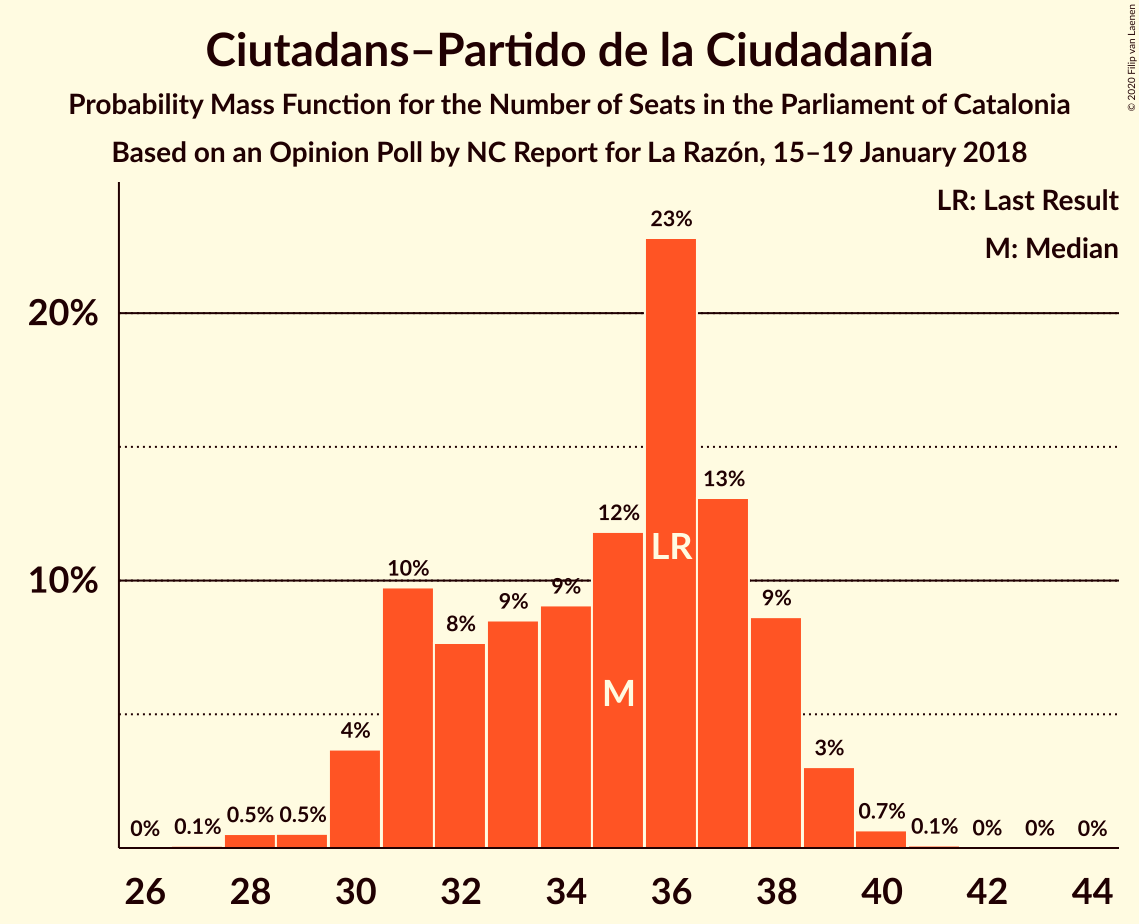 Ciutadans–Partido de la Ciudadanía
Probability Mass Function for the Number of Seats in the Parliament of Catalonia
Based on an Opinion Poll by NC Report for La Razón, 15–19 January 2018
© 2020 Filip van Laenen
LR: Last Result
M: Median
20%
10%
0%
0.1%
0.5%
0.5%
4%
10%
8%
9%
9%
12%
23%
13%
9%
3%
0.7%
0.1%
0%
0%
0%
LR
M
26 28 30 32 34 36 38 40 42 44